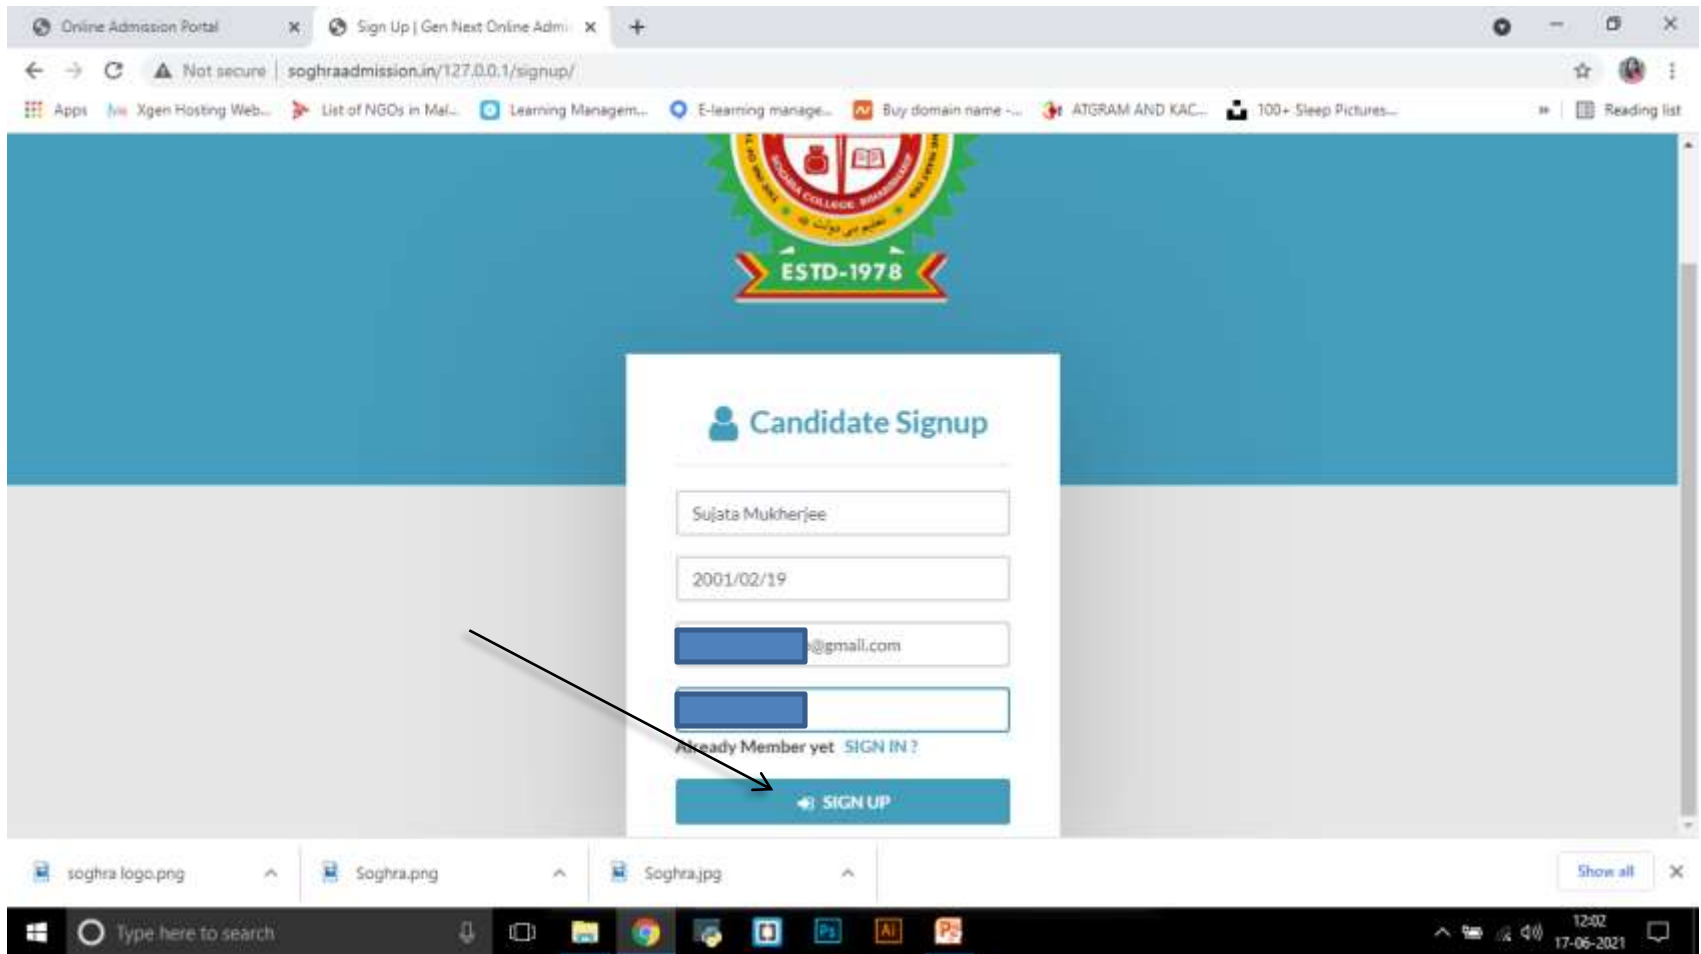 Online Admission Portal
Sign Up | Gen Next Online Admi
Not secure
soghraadmission.in/127.0.0.1/signup/
Apps
Xgen Hosting Web...
List of NGOs in Mal...
Learning Managem...
E-learning manage...
Buy domain name -...
ATGRAM AND KAC...
100+ Sleep Pictures...
Reading list
COLLEGE
ESTD-1978
Candidate Signup
Sujata Mukherjee
2001/02/19
@gmail.com
Already Member yet SIGN IN ?
SIGN UP
soghra logo.png
Soghra.png
Soghra.jpg
Show all
Type here to search
Ps
Ai
12:02
17-06-2021